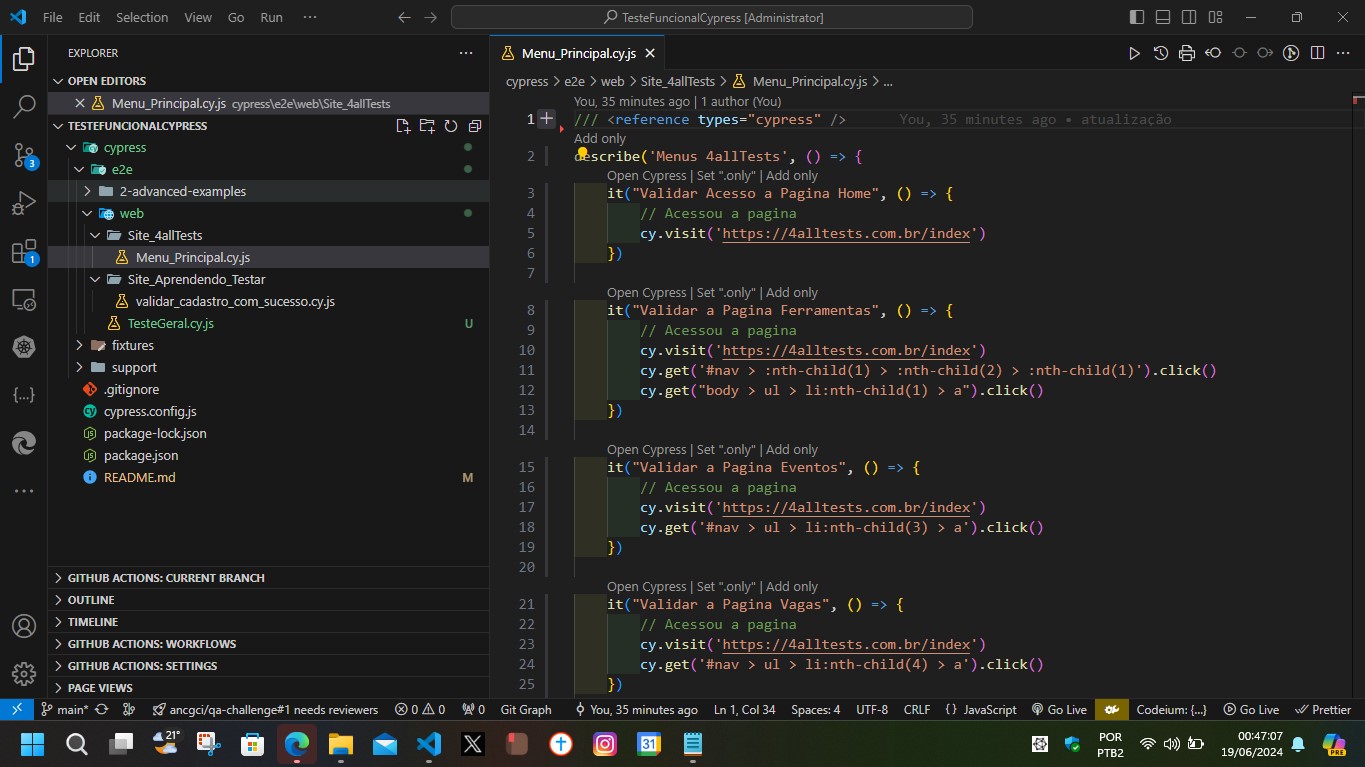 File Edit Selection View Go Run ···
TesteFuncionalCypress [Administrator]
EXPLORER
OPEN EDITORS
Menu_Principal.cy.js cypress\e2e\web\Site_4allTests
TESTEFUNCIONALCYPRESS
cypress
e2e
2-advanced-examples
web
Site_4allTests
Menu_Principal.cy.js
Site_Aprendendo_Testar
validar_cadastro_com_sucesso.cy.js
TesteGeral.cy.js U
fixtures
support
.gitignore
cypress.config.js
package-lock.json
package.json
README.md M
GITHUB ACTIONS: CURRENT BRANCH
OUTLINE
TIMELINE
GITHUB ACTIONS: WORKFLOWS
GITHUB ACTIONS: SETTINGS
PAGE VIEWS
3
1
Menu_Principal.cy.js
cypress > e2e > web > Site_4allTests > Menu_Principal.cy.js > ...
You, 35 minutes ago | 1 author (You)
1 /// <reference types="cypress" /> You, 35 minutes ago • atualização
Add only
2 describe('Menus 4allTests', () => {
Open Cypress | Set ".only" | Add only
3 it("Validar Acesso a Pagina Home", () => {
4 // Acessou a pagina
5 cy.visit('https://4alltests.com.br/index')
6 })
7
Open Cypress | Set ".only" | Add only
8 it("Validar a Pagina Ferramentas", () => {
9 // Acessou a pagina
10 cy.visit('https://4alltests.com.br/index')
11 cy.get('#nav > :nth-child(1) > :nth-child(2) > :nth-child(1)').click()
12 cy.get("body > ul > li:nth-child(1) > a").click()
13 })
14
Open Cypress | Set ".only" | Add only
15 it("Validar a Pagina Eventos", () => {
16 // Acessou a pagina
17 cy.visit('https://4alltests.com.br/index')
18 cy.get('#nav > ul > li:nth-child(3) > a').click()
19 })
20
Open Cypress | Set ".only" | Add only
21 it("Validar a Pagina Vagas", () => {
22 // Acessou a pagina
23 cy.visit('https://4alltests.com.br/index')
24 cy.get('#nav > ul > li:nth-child(4) > a').click()
25 })
main* ancgci/qa-challenge#1 needs reviewers 0 0 0 Git Graph You, 35 minutes ago Ln 1, Col 34 Spaces: 4 UTF-8 CRLF {} JavaScript Go Live Codeium: {...} Go Live Prettier
21°
31
POR
PTB2
00:47:07
19/06/2024
PRE